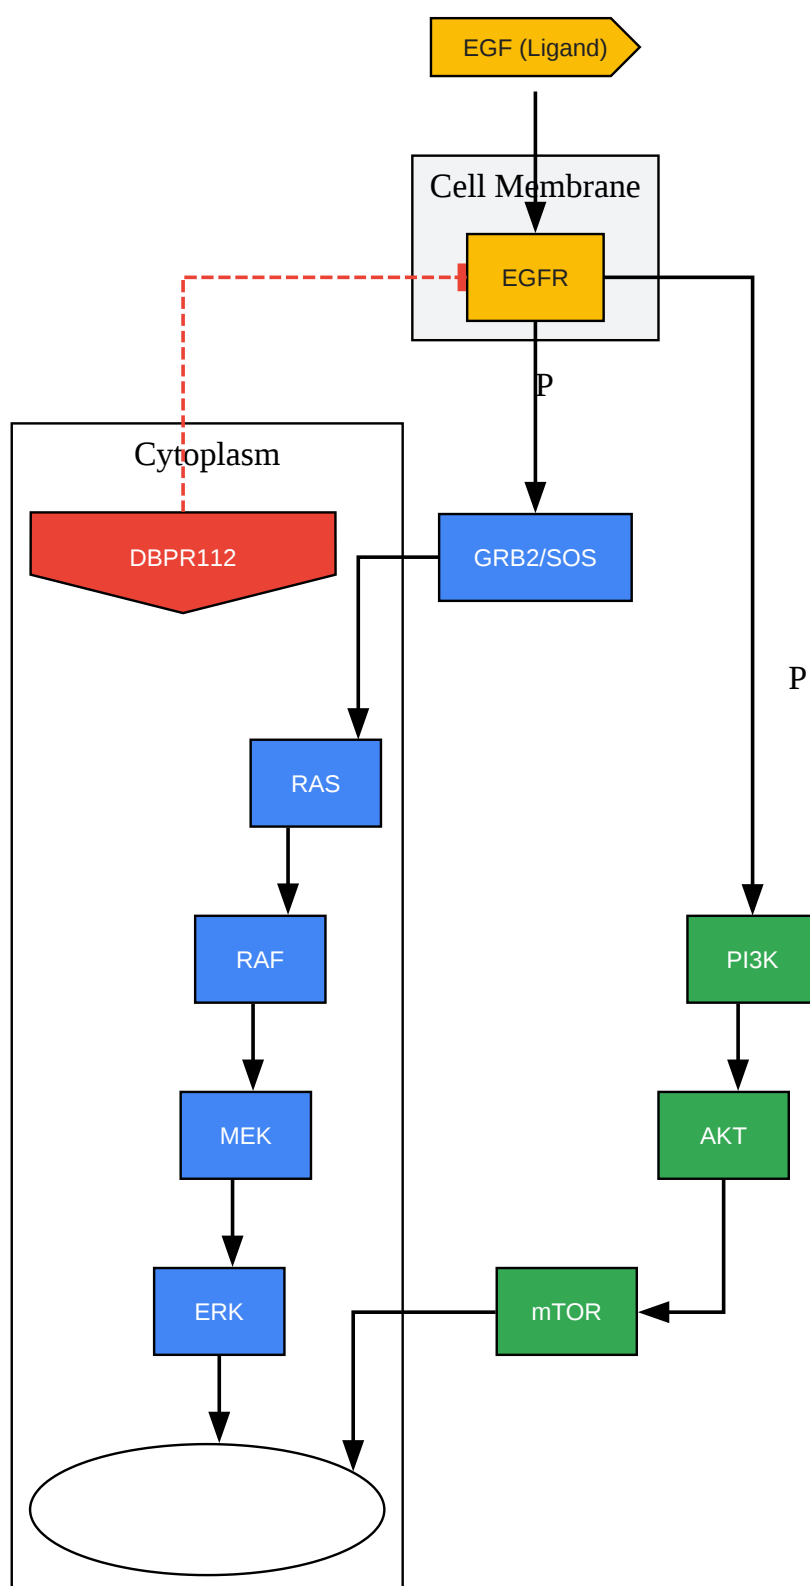 EGF (Ligand)
Cell Membrane
EGFR
P
Cytoplasm
DBPR112
GRB2/SOS
P
RAS
RAF
PI3K
MEK
AKT
ERK
mTOR